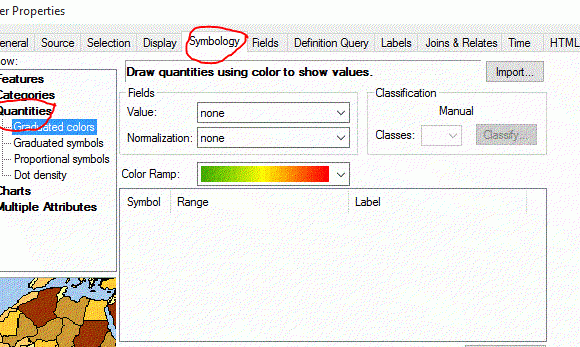 er Properties
eneral Source Selection Display Symbology Fields Definition Query Labels Joins & Relates Time HTML
ow:
Features
Categories
Quantities
Graduated colors
Graduated symbols
Proportional symbols
Dot density
Charts
Multiple Attributes
Draw quantities using color to show values.
Import...
Fields
Value: none
Normalization: none
Classification
Manual
Classes:
Classify...
Color Ramp:
Symbol Range Label